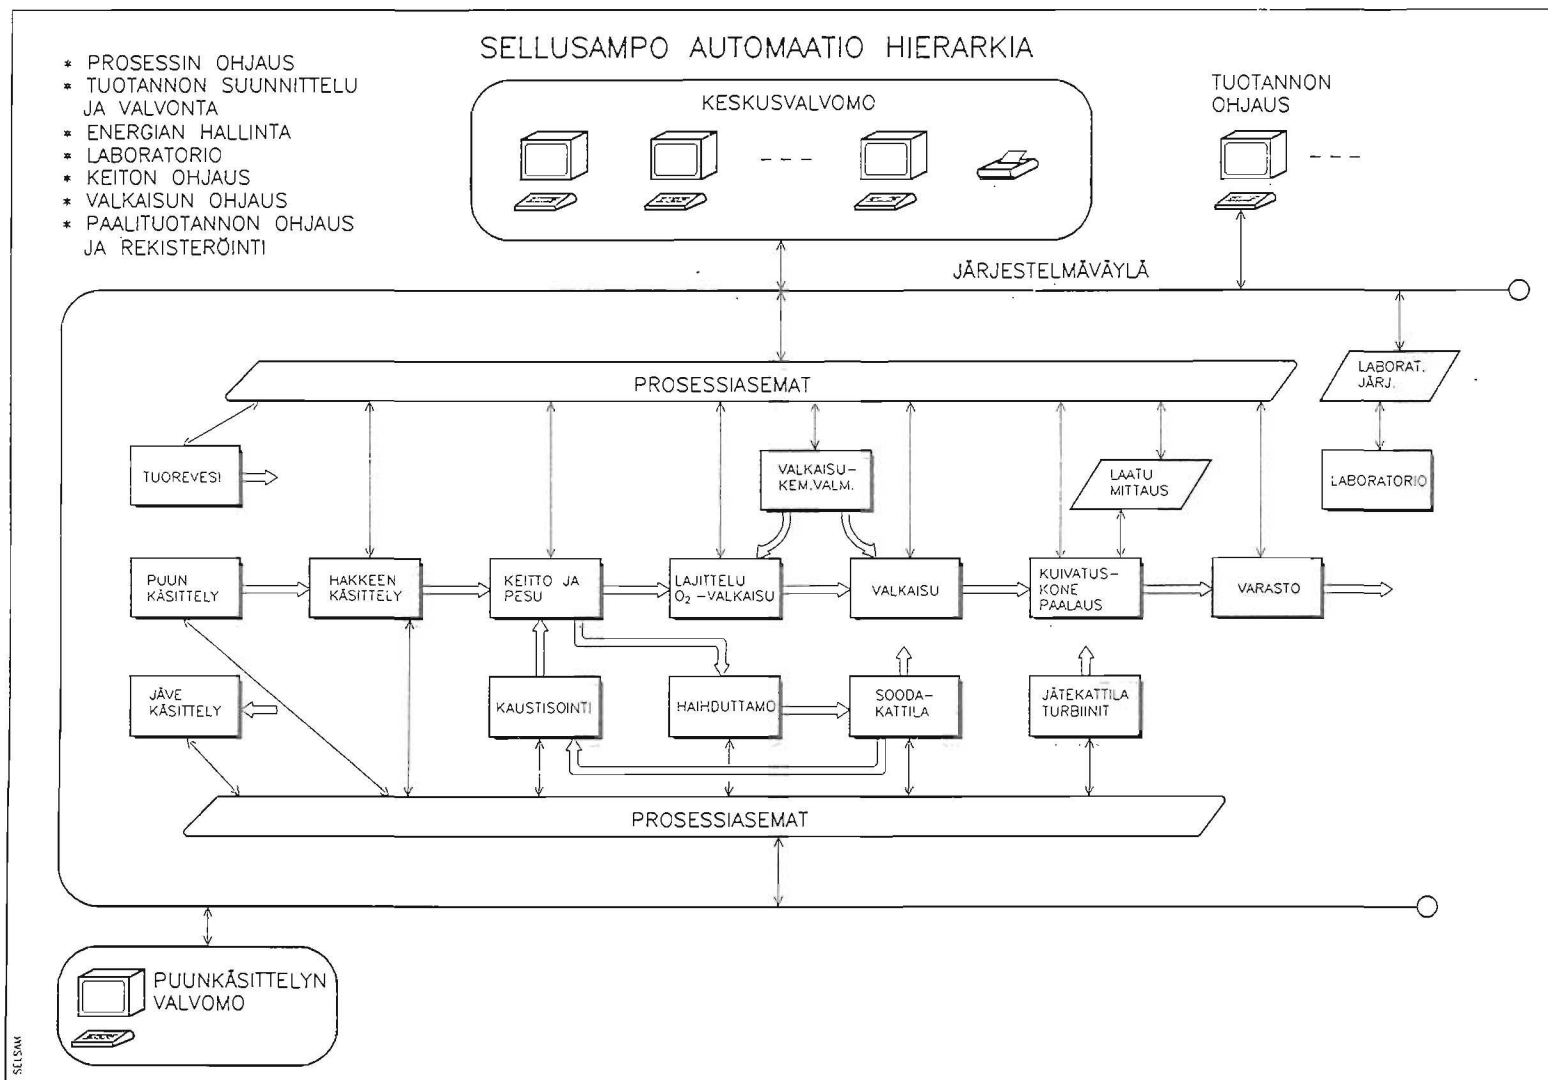 SELLUSAMPO AUTOMAATIO HIERARKIA
* PROSESSIN OHJAUS
* TUOTANNON SUUNNITTELU
JA VALVONTA
* ENERGIAN HALLINTA
* LABORATORIO
* KEITON OHJAUS
* VALKAISUN OHJAUS
* PAALITUOTANNON OHJAUS
JA REKISTERÖINTI
KESKUSVALVOMO
TUOTANNON
OHJAUS
JÄRJESTELMÄVÄYLÄ
PROSESSIASEMAT
LABORAT.
JÄRJ.
TUOREVESI
VALKAISU-
KEM.VALM.
LAATU
MITTAUS
LABORATORIO
PUUN
KÄSITTELY
HAKKEEN
KÄSITTELY
KEITTO JA
PESU
LAJITTELU
O₂-VALKAISU
VALKAISU
KUIVATUS-
KONE
PAALAUS
VARASTO
JÄVE
KÄSITTELY
KAUSTISOINTI
HAIHDUTTAMO
SOODA-
KATTILA
JÄTEKATTILA
TURBIINIT
PROSESSIASEMAT
PUUNKÄSITTELYN
VALVOMO
SELSAM